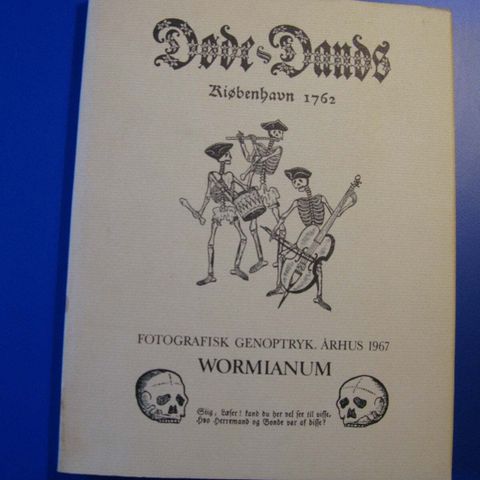 Døde-Dands
Kiøbenhavn 1762
FOTOGRAFISK GENOPTRYK. ÅRHUS 1967
WORMIANUM
Siig, Læser! kand du her vel see til visse,
Hvo Herremand og Bonde var af disse?